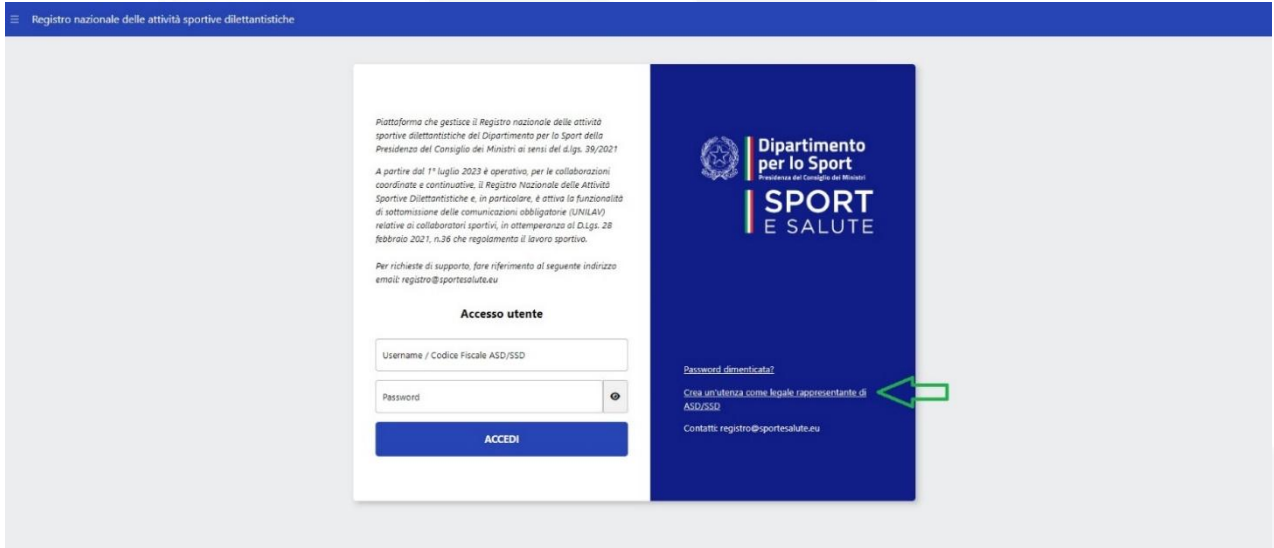 Registro nazionale delle attività sportive dilettantistiche
Piattaforma che gestisce il Registro nazionale delle attività
sportive dilettantistiche del Dipartimento per lo Sport della
Presidenza del Consiglio dei Ministri ai sensi del d.lgs. 39/2021
A partire dal 1° luglio 2023 è operativo, per le collaborazioni
coordinate e continuative, il Registro Nazionale delle Attività
Sportive Dilettantistiche e, in particolare, è attiva la funzionalità
di sottomissione delle comunicazioni obbligatorie (UNILAV)
relative ai collaboratori sportivi, in ottemperanza al D.Lgs. 28
febbraio 2021, n.36 che regolamenta il lavoro sportivo.
Per richieste di supporto, fare riferimento al seguente indirizzo
email: registro@sportesalute.eu
Accesso utente
Username / Codice Fiscale ASD/SSD
Password
ACCEDI
Dipartimento
per lo Sport
Presidenza del Consiglio dei Ministri
SPORT
E SALUTE
Password dimenticata?
Crea un'utenza come legale rappresentante di
ASD/SSD
Contatti: registro@sportesalute.eu